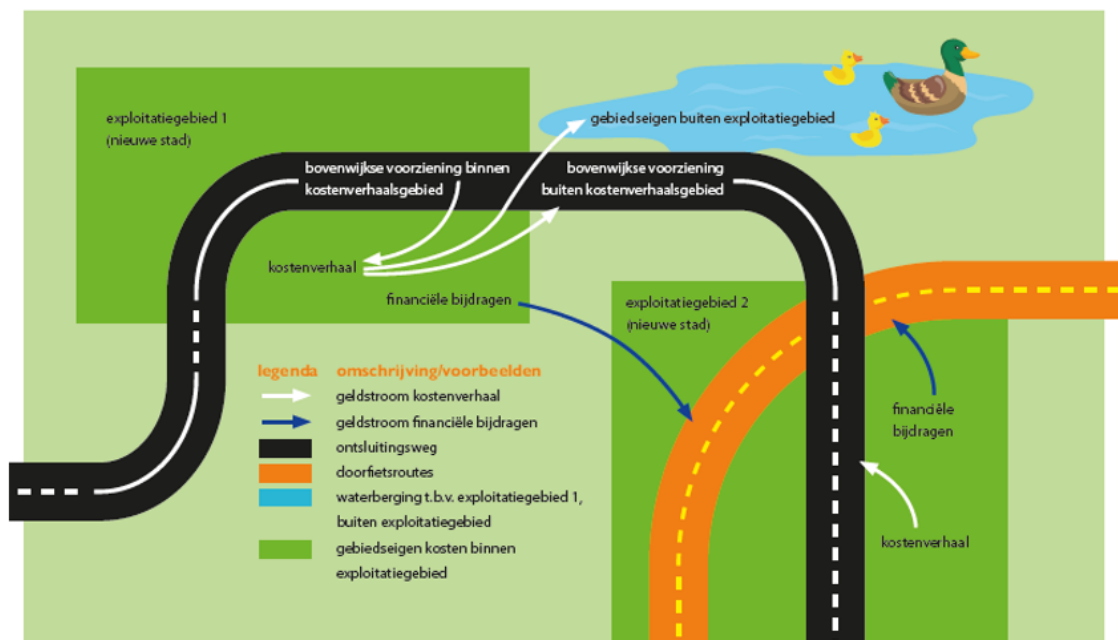 exploitatiegebied 1
(nieuwe stad)
gebiedseigen buiten exploitatiegebied
bovenwijkse voorziening binnen
kostenverhaalsgebied
bovenwijkse voorziening
buiten kostenverhaalsgebied
kostenverhaal
financiële bijdragen
exploitatiegebied 2
(nieuwe stad)
legenda omschrijving/voorbeelden
geldstroom kostenverhaal
geldstroom financiële bijdragen
ontsluitingsweg
doorfietsroutes
waterberging t.b.v. exploitatiegebied 1,
buiten exploitatiegebied
gebiedseigen kosten binnen
exploitatiegebied
financiële
bijdragen
kostenverhaal